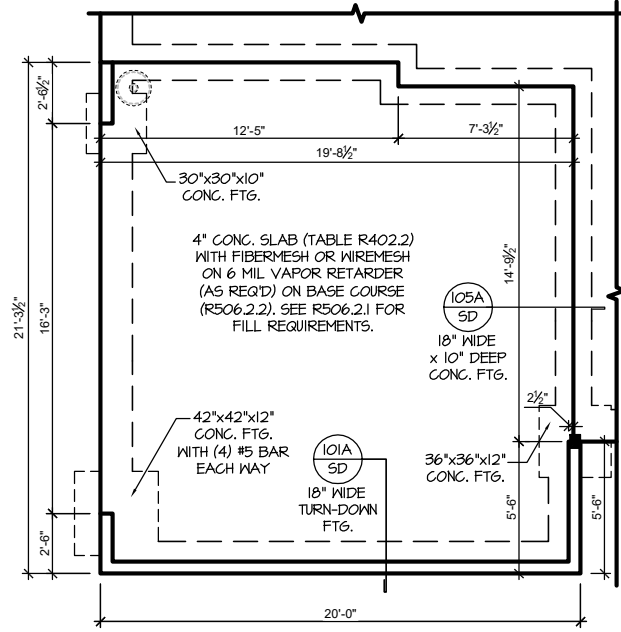 2'-6½"
12'-5"
7'-3½"
19'-8½"
30"x30"x10"
CONC. FTG.
4" CONC. SLAB (TABLE R402.2)
WITH FIBERMESH OR WIREMESH
ON 6 MIL VAPOR RETARDER
(AS REQ'D) ON BASE COURSE
(R506.2.2). SEE R506.2.1 FOR
FILL REQUIREMENTS.
14'-9½"
21'-3½"
16'-3"
105A
SD
18" WIDE
x 10" DEEP
CONC. FTG.
2½"
42"x42"x12"
CONC. FTG.
WITH (4) #5 BAR
EACH WAY
101A
SD
18" WIDE
TURN-DOWN
FTG.
36"x36"x12"
CONC. FTG.
5'-6"
5'-6"
2'-6"
20'-0"